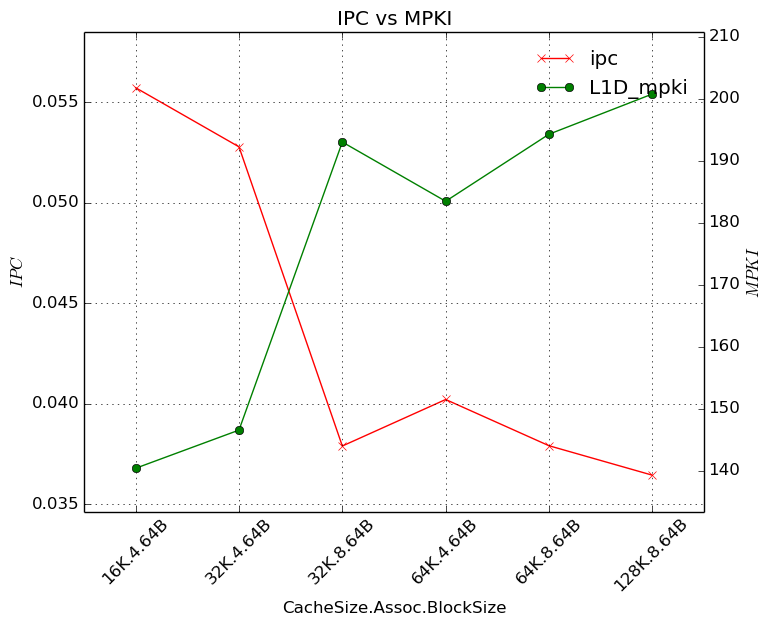 IPC vs MPKI
ipc
L1D_mpki
IPC
0.055
0.050
0.045
0.040
0.035
MPKI
210
200
190
180
170
160
150
140
16K.4.64B
32K.4.64B
32K.8.64B
64K.4.64B
64K.8.64B
128K.8.64B
CacheSize.Assoc.BlockSize